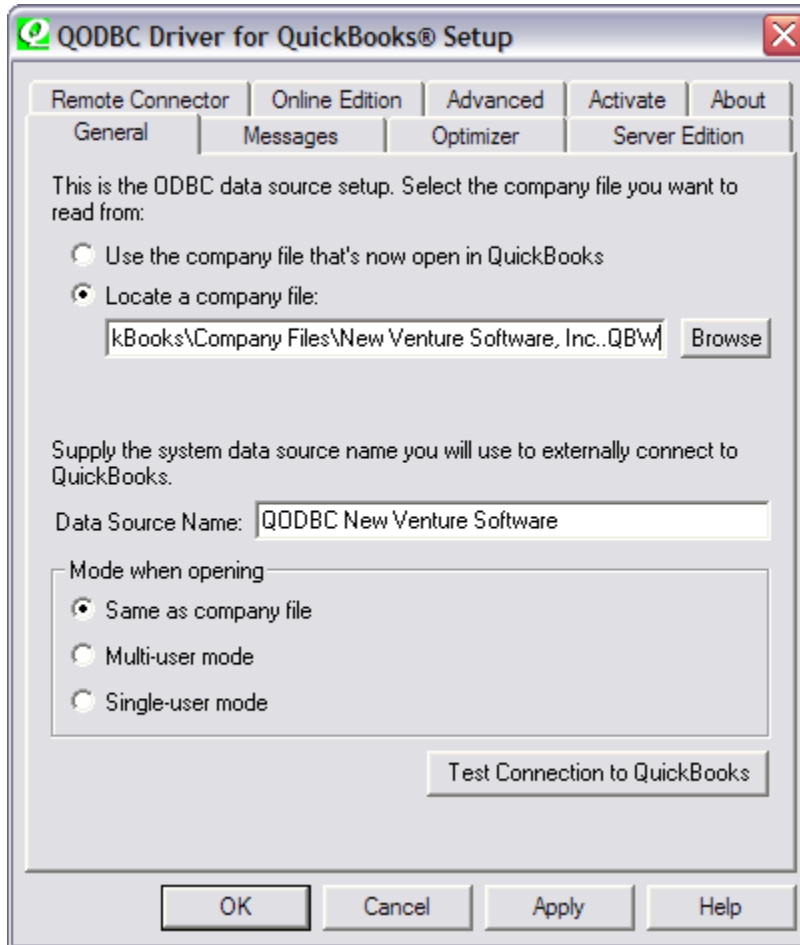 QODBC Driver for QuickBooks® Setup
Remote Connector Online Edition Advanced Activate About
General Messages Optimizer Server Edition
This is the ODBC data source setup. Select the company file you want to
read from:
Use the company file that's now open in QuickBooks
Locate a company file:
kBooks\Company Files\New Venture Software, Inc..QBW Browse
Supply the system data source name you will use to externally connect to
QuickBooks.
Data Source Name: QODBC New Venture Software
Mode when opening
Same as company file
Multi-user mode
Single-user mode
Test Connection to QuickBooks
OK Cancel Apply Help